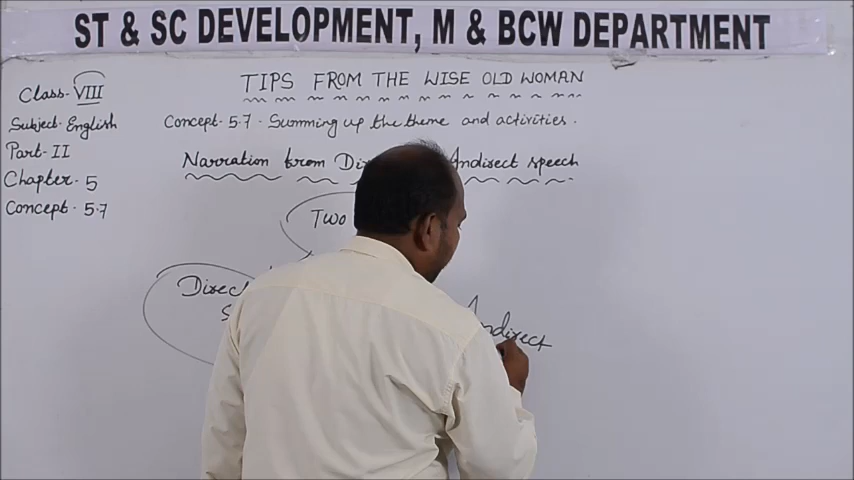 ST & SC DEVELOPMENT, M & BCW DEPARTMENT
TIPS FROM THE WISE OLD WOMAN
Class- VIII
Subject- English
Part- II
Chapter- 5
Concept- 5.7
Concept- 5.7 - Summing up the theme and activities.
Narration from Indirect speech
Two
Indirect